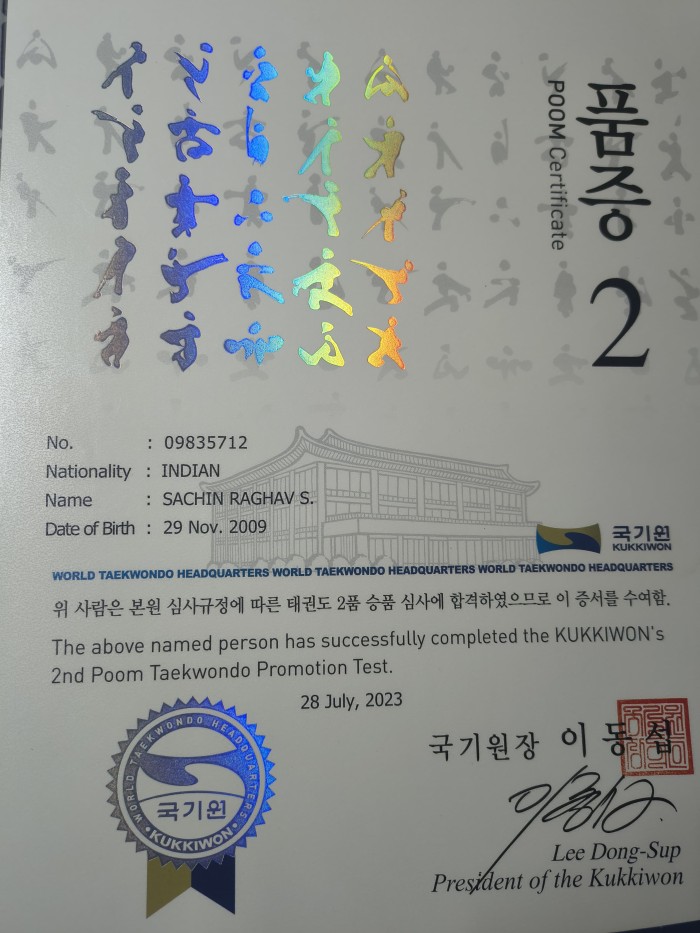 품증
POOM Certificate
2
No. : 09835712
Nationality : INDIAN
Name : SACHIN RAGHAV S.
Date of Birth : 29 Nov. 2009
국기원
KUKKIWON
WORLD TAEKWONDO HEADQUARTERS WORLD TAEKWONDO HEADQUARTERS WORLD TAEKWONDO HEADQUARTERS
위 사람은 본원 심사규정에 따른 태권도 2품 승품 심사에 합격하였으므로 이 증서를 수여함.
The above named person has successfully completed the KUKKIWON's
2nd Poom Taekwondo Promotion Test.
28 July, 2023
WORLD TAEKWONDO HEADQUARTERS
국기원
• KUKKIWON •
국기원장 이동섭
Lee Dong-Sup
President of the Kukkiwon